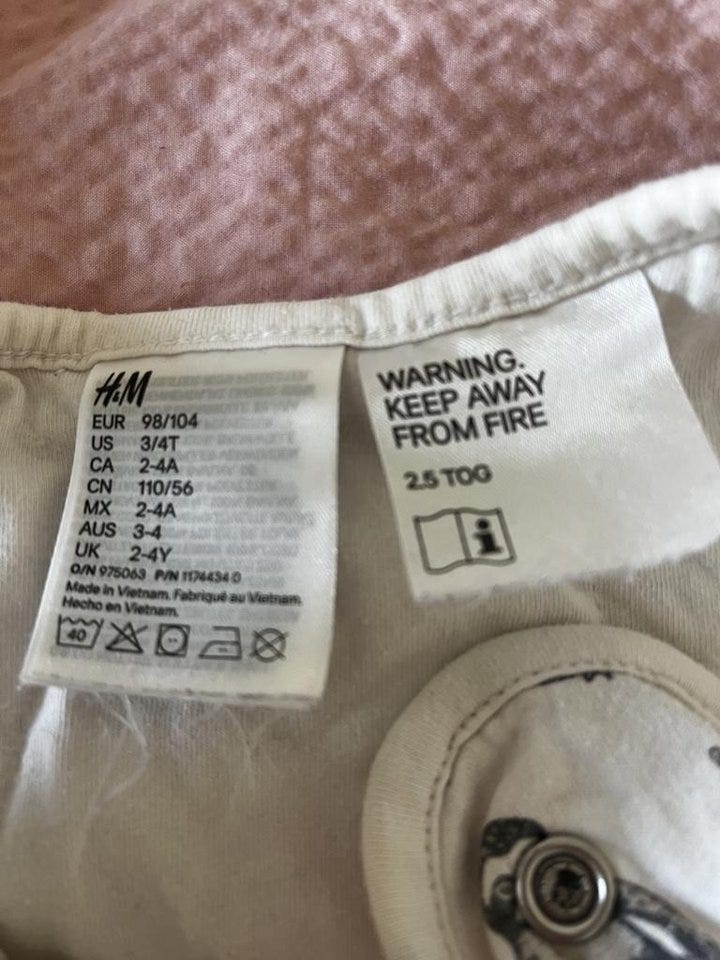 H&M
EUR 98/104
US 3/4T
CA 2-4A
CN 110/56
MX 2-4A
AUS 3-4
UK 2-4Y
O/N 975063 P/N 1174434 0
Made in Vietnam. Fabriqué au Vietnam.
Hecho en Vietnam.
40
WARNING.
KEEP AWAY
FROM FIRE
2.5 TOG
i